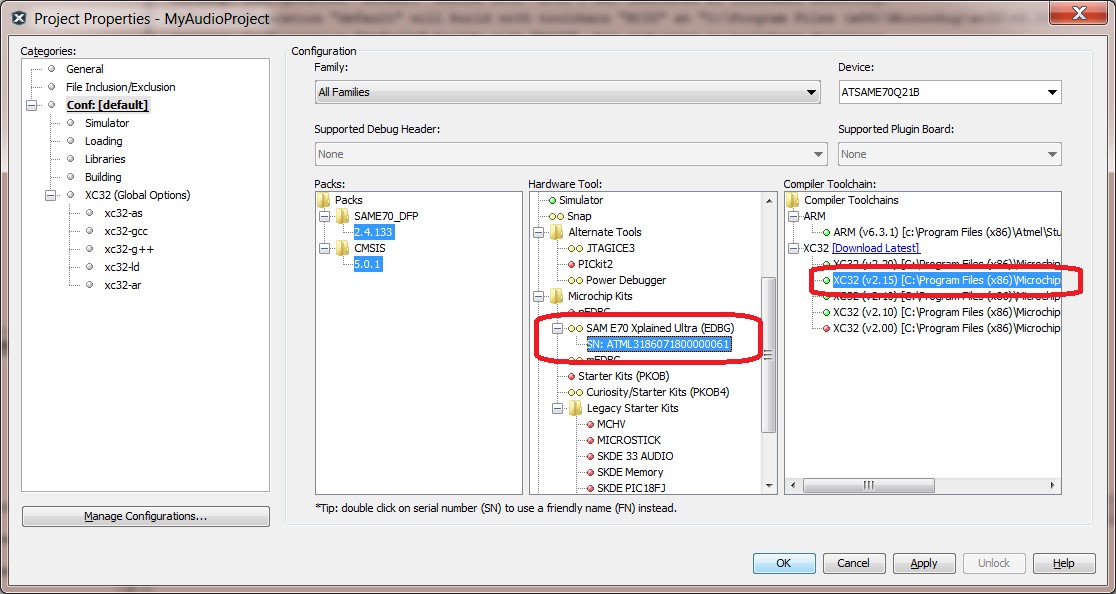 Project Properties - MyAudioProject
Categories:
General
File Inclusion/Exclusion
Conf: [default]
Simulator
Loading
Libraries
Building
XC32 (Global Options)
xc32-as
xc32-gcc
xc32-g++
xc32-ld
xc32-ar
Manage Configurations...
Configuration
Family:
All Families
Device:
ATSAME70Q21B
Supported Debug Header:
None
Supported Plugin Board:
None
Packs:
Packs
SAME70_DFP
2.4.133
CMSIS
5.0.1
Hardware Tool:
Simulator
Snap
Alternate Tools
JTAGICE3
PICkit2
Power Debugger
Microchip Kits
nEDBG
SAM E70 Xplained Ultra (EDBG)
SN: ATML3186071800000061
mEDBG
Starter Kits (PKOB)
Curiosity/Starter Kits (PKOB4)
Legacy Starter Kits
MCHV
MICROSTICK
SKDE 33 AUDIO
SKDE Memory
SKDE PIC18FJ
Compiler Toolchain:
Compiler Toolchains
ARM
ARM (v6.3.1) [c:\Program Files (x86)\Atmel\Stu
XC32 [Download Latest]
XC32 (v2.20) [C:\Program Files (x86)\Microchip
XC32 (v2.15) [C:\Program Files (x86)\Microchip
[C:\Program Files (x86)\Microchip
XC32 (v2.10) [C:\Program Files (x86)\Microchip
XC32 (v2.00) [C:\Program Files (x86)\Microchip
*Tip: double click on serial number (SN) to use a friendly name (FN) instead.
OK
Cancel
Apply
Unlock
Help